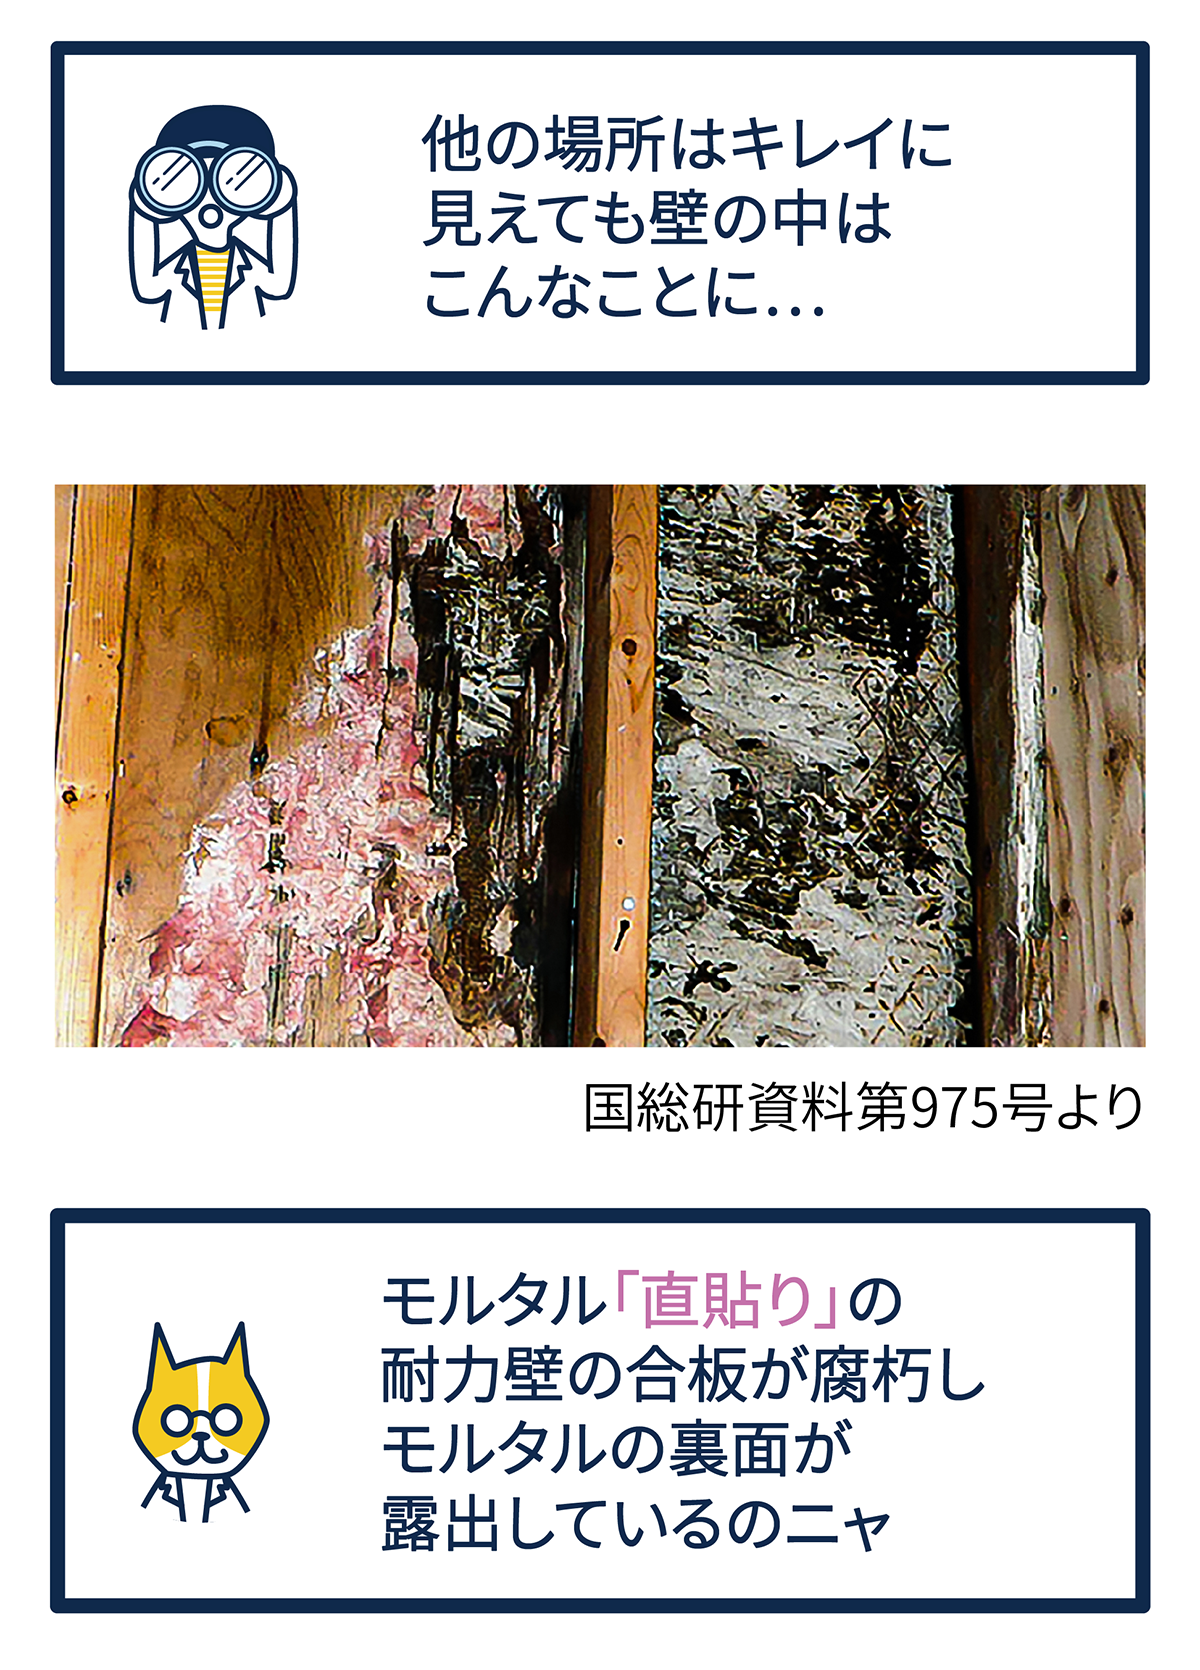 他の場所はキレイに
見えても壁の中は
こんなことに…
国総研資料第975号より
モルタル「直貼り」の
耐力壁の合板が腐朽し
モルタルの裏面が
露出しているのニャ